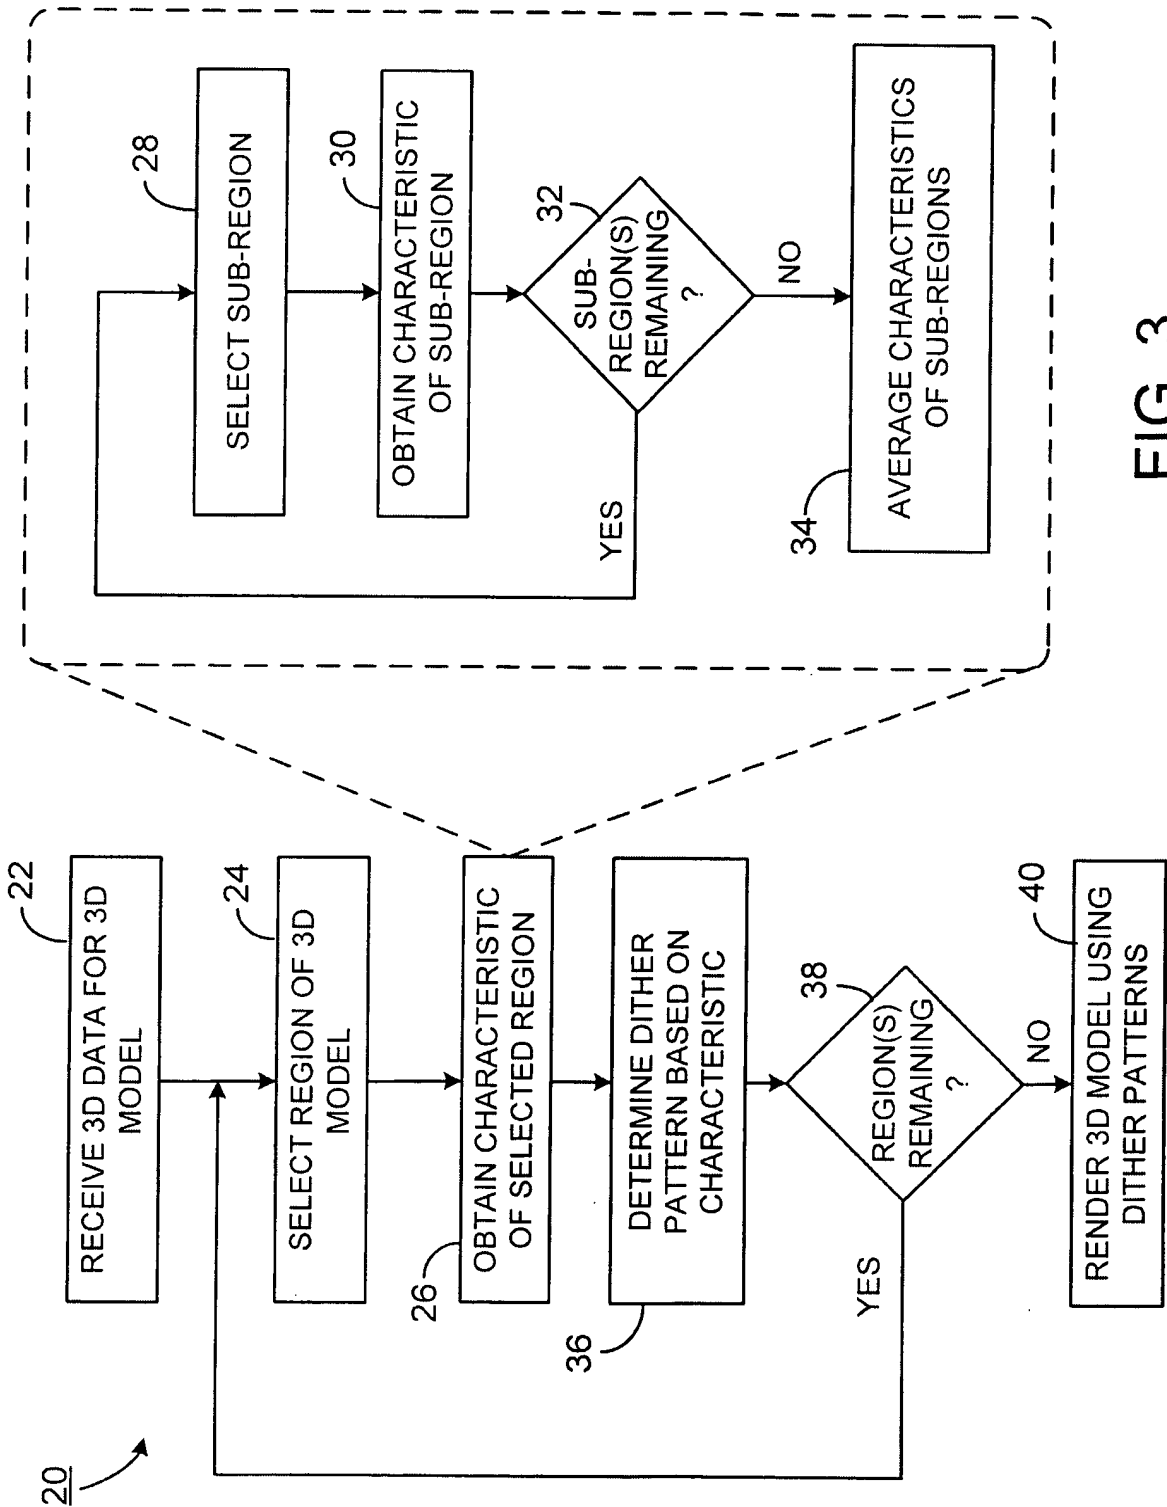 20
22
RECEIVE 3D DATA FOR 3D
MODEL
24
SELECT REGION OF 3D
MODEL
26
OBTAIN CHARACTERISTIC
OF SELECTED REGION
36
DETERMINE DITHER
PATTERN BASED ON
CHARACTERISTIC
38
REGION(S)
REMAINING
?
YES
NO
40
RENDER 3D MODEL USING
DITHER PATTERNS
28
SELECT SUB-REGION
30
OBTAIN CHARACTERISTIC
OF SUB-REGION
32
SUB-
REGION(S)
REMAINING
?
YES
NO
34
AVERAGE CHARACTERISTICS
OF SUB-REGIONS
FIG. 3